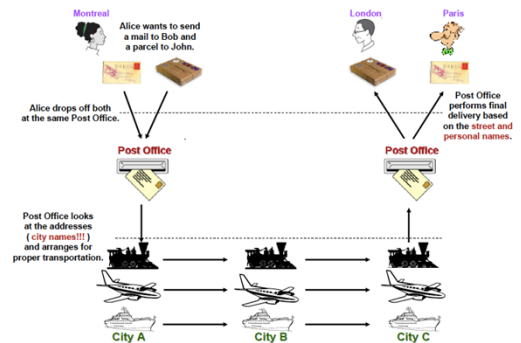 Montreal
Alice wants to send
a mail to Bob and
a parcel to John.
London
Paris
Alice drops off both
at the same Post Office.
Post Office
performs final
delivery based
on the street and
personal names.
Post Office
Post Office
Post Office looks
at the addresses
( city names!!! )
and arranges for
proper transportation.
City A
City B
City C